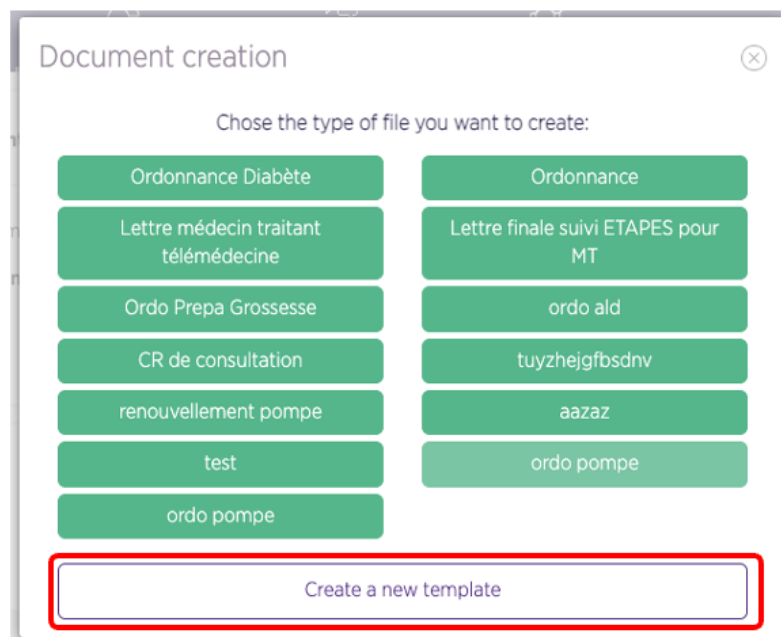 Document creation
Chose the type of file you want to create:
Ordonnance Diabète
Ordonnance
Lettre médecin traitant
télémédecine
Lettre finale suivi ETAPES pour
MT
Ordo Prepa Grossesse
ordo ald
CR de consultation
tuyzhejgfbsdnv
renouvellement pompe
aazaz
test
ordo pompe
ordo pompe
Create a new template